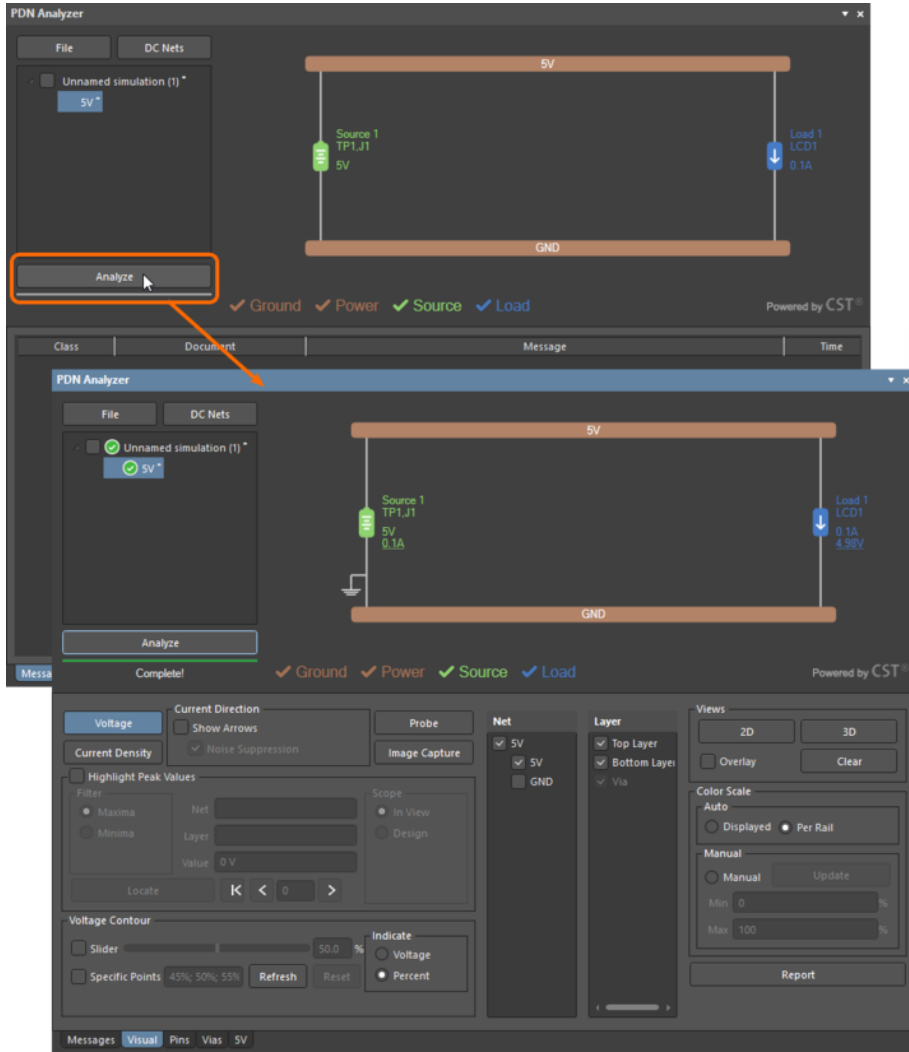 PDN Analyzer
File DC Nets
Unnamed simulation (1) *
5V *
5V
Source 1
TP1,J1
5V
Load 1
LCD1
0.1A
GND
Analyze
Ground Power Source Load
Powered by CST®
Class Document Message Time
PDN Analyzer
File DC Nets
Unnamed simulation (1) *
5V *
5V
Source 1
TP1,J1
5V
0.1A
Load 1
LCD1
0.1A
4.98V
GND
Analyze
Complete!
Ground Power Source Load
Powered by CST®
Messa
Voltage
Current Density
Current Direction
Show Arrows
Noise Suppression
Probe
Image Capture
Highlight Peak Values
Filter
Maxima
Minima
Net
Layer
Value 0 V
Scope
In View
Design
Locate
0
Voltage Contour
Slider 50.0 %
Specific Points 45%; 50%; 55% Refresh Reset
Indicate
Voltage
Percent
Net
5V
5V
GND
Layer
Top Layer
Bottom Layer
Via
Views
2D 3D
Overlay Clear
Color Scale
Auto
Displayed Per Rail
Manual
Manual Update
Min 0 %
Max 100 %
Report
Messages Visual Pins Vias 5V